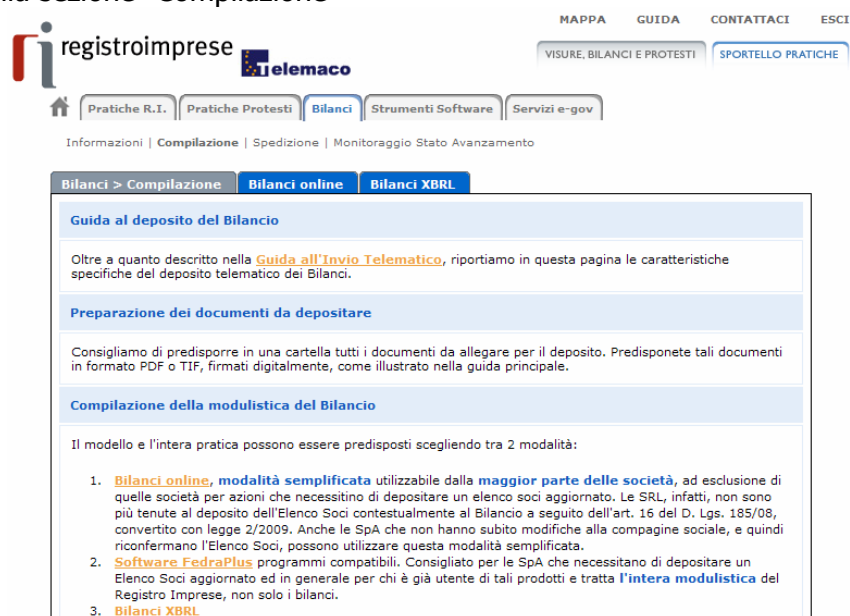 lla sezione "Compilazione"
MAPPA GUIDA CONTATTACI ESCI
registroimprese
Telemaco
VISURE, BILANCI E PROTESTI SPORTELLO PRATICHE
Pratiche R.I. Pratiche Protesti Bilanci Strumenti Software Servizi e-gov
Informazioni | Compilazione | Spedizione | Monitoraggio Stato Avanzamento
Bilanci > Compilazione Bilanci online Bilanci XBRL
Guida al deposito del Bilancio
Oltre a quanto descritto nella Guida all'Invio Telematico, riportiamo in questa pagina le caratteristiche
specifiche del deposito telematico dei Bilanci.
Preparazione dei documenti da depositare
Consigliamo di predisporre in una cartella tutti i documenti da allegare per il deposito. Predisponete tali documenti
in formato PDF o TIF, firmati digitalmente, come illustrato nella guida principale.
Compilazione della modulistica del Bilancio
Il modello e l'intera pratica possono essere predisposti scegliendo tra 2 modalità:
1. Bilanci online, modalità semplificata utilizzabile dalla maggior parte delle società, ad esclusione di
quelle società per azioni che necessitino di depositare un elenco soci aggiornato. Le SRL, infatti, non sono
più tenute al deposito dell'Elenco Soci contestualmente al Bilancio a seguito dell'art. 16 del D. Lgs. 185/08,
convertito con legge 2/2009. Anche le SpA che non hanno subito modifiche alla compagine sociale, e quindi
riconfermano l'Elenco Soci, possono utilizzare questa modalità semplificata.
2. Software FedraPlus programmi compatibili. Consigliato per le SpA che necessitano di depositare un
Elenco Soci aggiornato ed in generale per chi è già utente di tali prodotti e tratta l'intera modulistica del
Registro Imprese, non solo i bilanci.
3. Bilanci XBRL